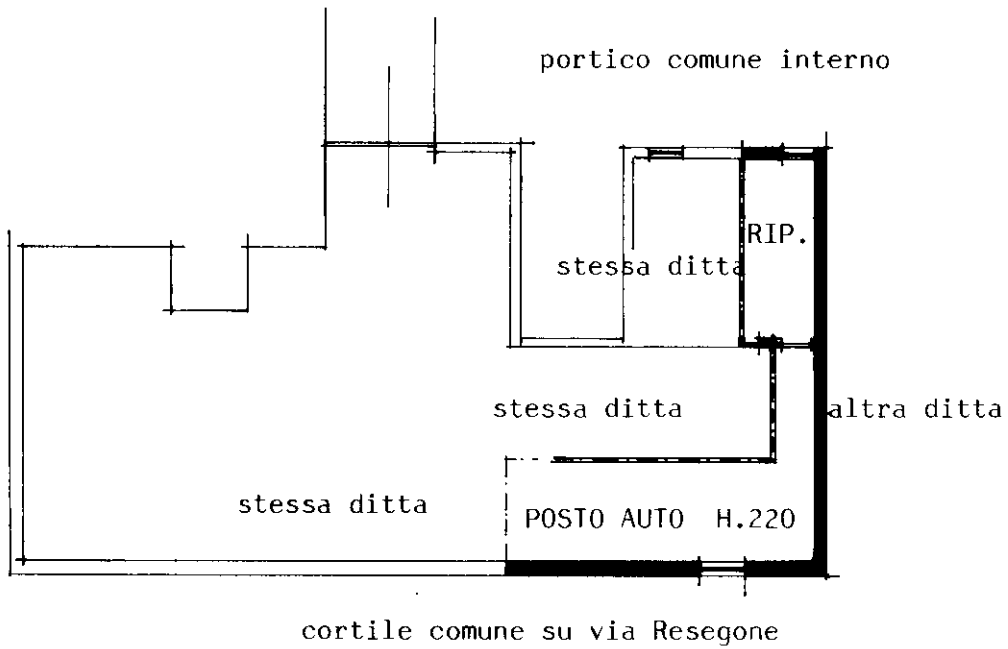 portico comune interno
RIP.
stessa ditta
stessa ditta
altra ditta
stessa ditta
POSTO AUTO H.220
cortile comune su via Resegone